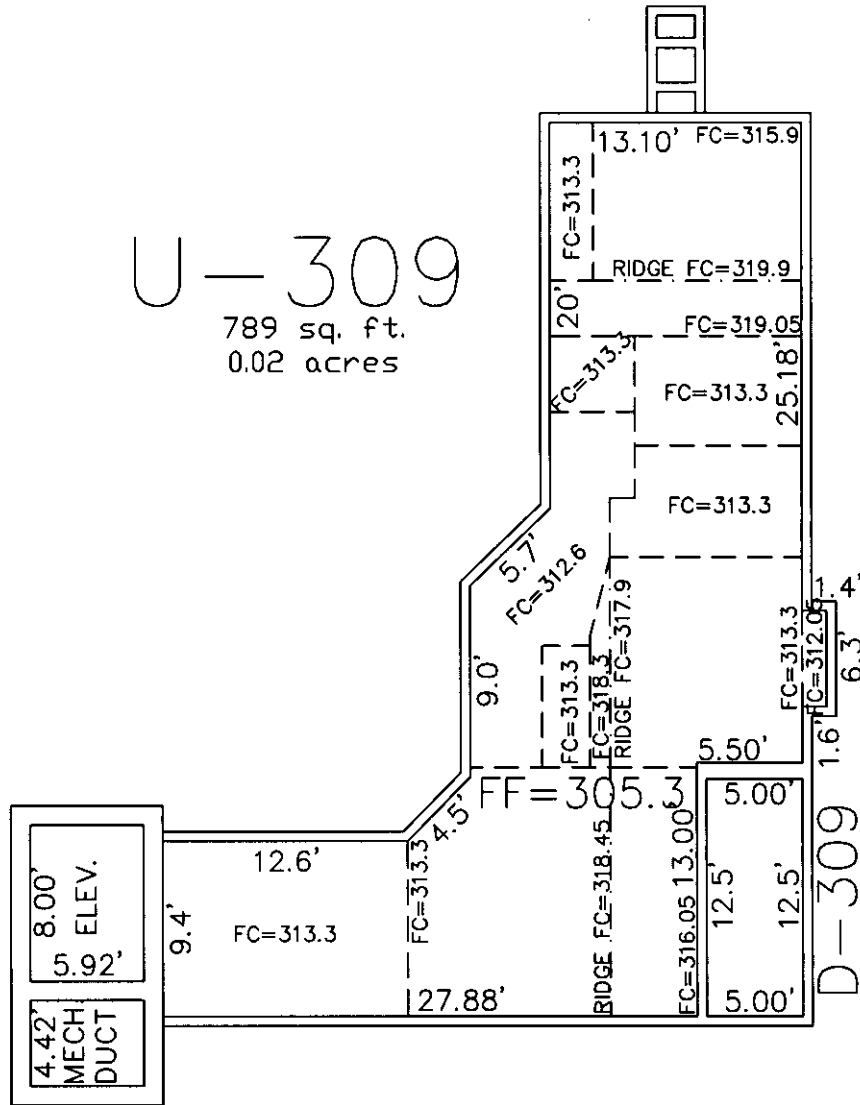 13.10' FC=315.9
FC=313.3
U-309
789 sq. ft.
0.02 acres
RIDGE FC=319.9
20'
FC=319.05
FC=313.3
FC=313.3
25.18'
FC=313.3
5.7'
FC=312.6
RIDGE FC=317.9
1.4'
FC=313.3
FC=312.05
6.3'
9.0'
FC=313.3
FC=318.3
1.6'
5.50'
FF=305.3
5.00'
4.5'
12.6'
FC=313.3
RIDGE FC=318.45
FC=316.05 13.00'
12.5'
12.5'
D-309
8.00'
ELEV.
5.92'
9.4'
FC=313.3
27.88'
5.00'
4.42'
MECH
DUCT